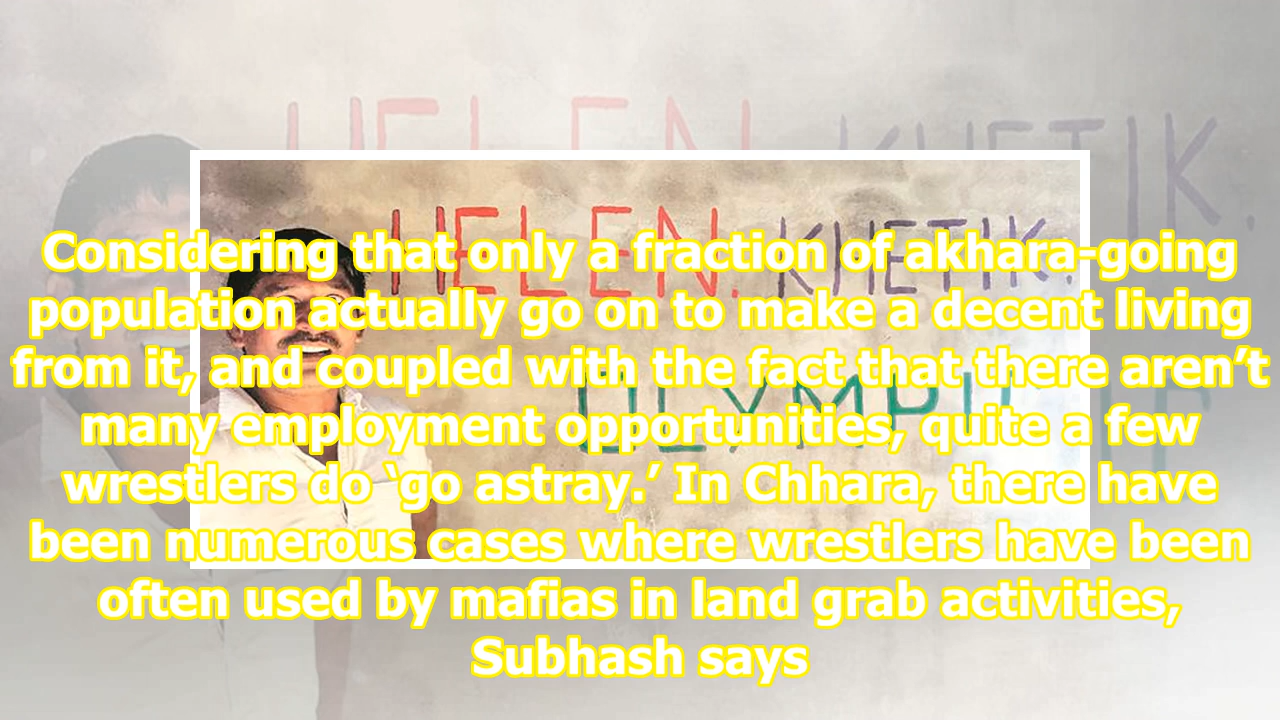 HELEN. KHETIK.
OLYMPI
Considering that only a fraction of akhara-going
population actually go on to make a decent living
from it, and coupled with the fact that there aren’t
many employment opportunities, quite a few
wrestlers do ‘go astray.’ In Chhara, there have
been numerous cases where wrestlers have been
often used by mafias in land grab activities,
Subhash says